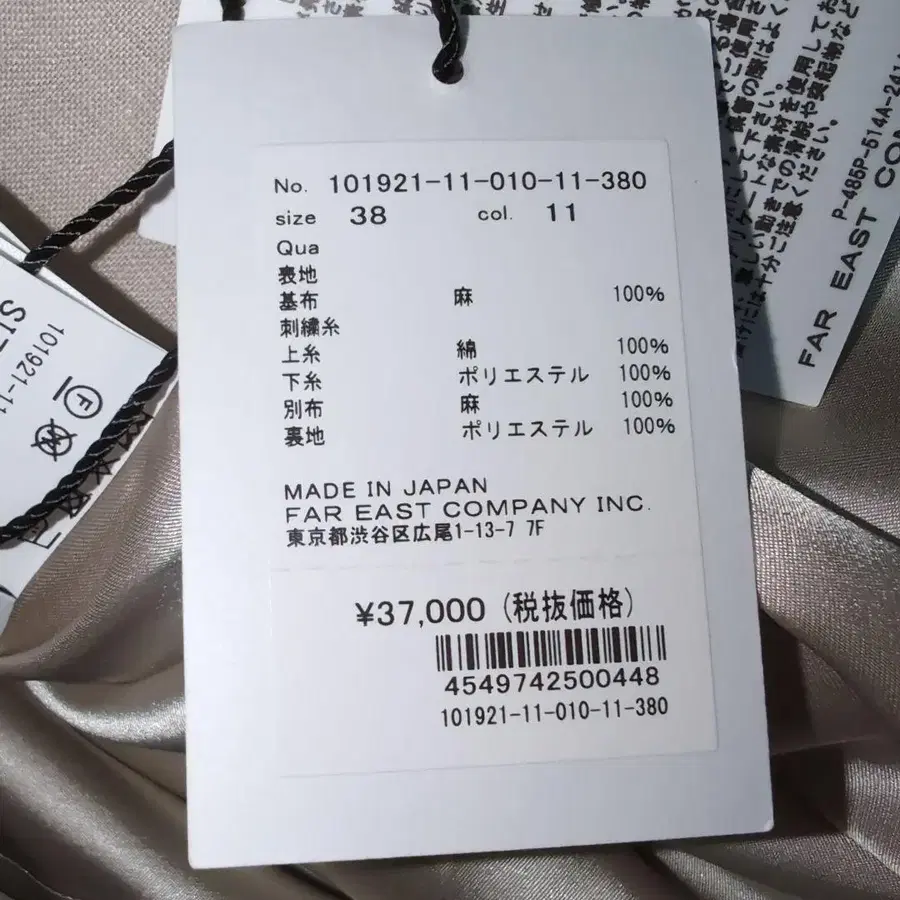 No. 101921-11-010-11-380
size 38 col. 11
Qua
表地
基布 麻 100%
刺繍糸
上糸 綿 100%
下糸 ポリエステル 100%
別布 麻 100%
裏地 ポリエステル 100%
MADE IN JAPAN
FAR EAST COMPANY INC.
東京都渋谷区広尾1-13-7 7F
¥37,000 (税抜価格)
4549742500448
101921-11-010-11-380
101921-11
F
P-485P-514A-241
FAR EAST CO